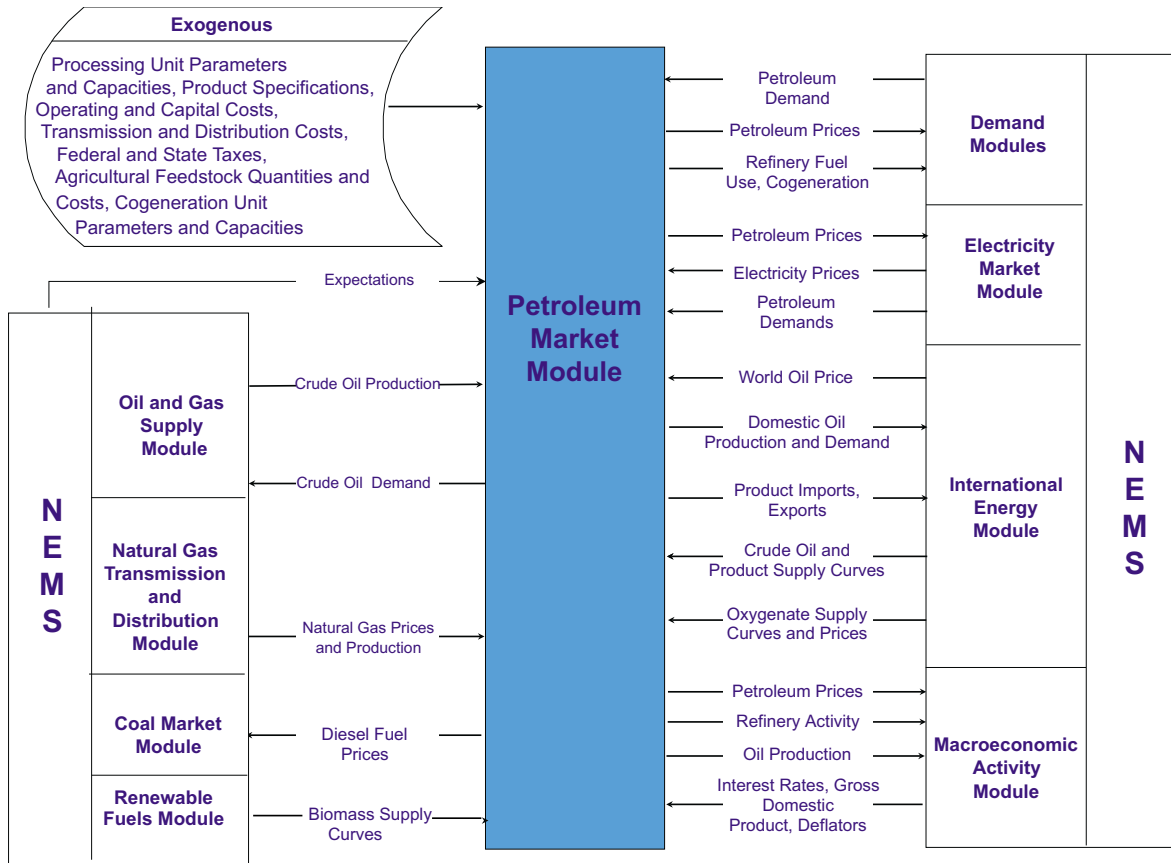 Exogenous
Processing Unit Parameters
and Capacities, Product Specifications,
Operating and Capital Costs,
Transmission and Distribution Costs,
Federal and State Taxes,
Agricultural Feedstock Quantities and
Costs, Cogeneration Unit
Parameters and Capacities
Expectations
N
E
M
S
Oil and Gas
Supply
Module
Natural Gas
Transmission
and
Distribution
Module
Coal Market
Module
Renewable
Fuels Module
Crude Oil Production
Crude Oil Demand
Natural Gas Prices
and Production
Diesel Fuel
Prices
Biomass Supply
Curves
Petroleum
Market
Module
Petroleum
Demand
Petroleum Prices
Refinery Fuel
Use, Cogeneration
Petroleum Prices
Electricity Prices
Petroleum
Demands
World Oil Price
Domestic Oil
Production and Demand
Product Imports,
Exports
Crude Oil and
Product Supply Curves
Oxygenate Supply
Curves and Prices
Petroleum Prices
Refinery Activity
Oil Production
Interest Rates, Gross
Domestic
Product, Deflators
Demand
Modules
Electricity
Market
Module
International
Energy
Module
Macroeconomic
Activity
Module
N
E
M
S